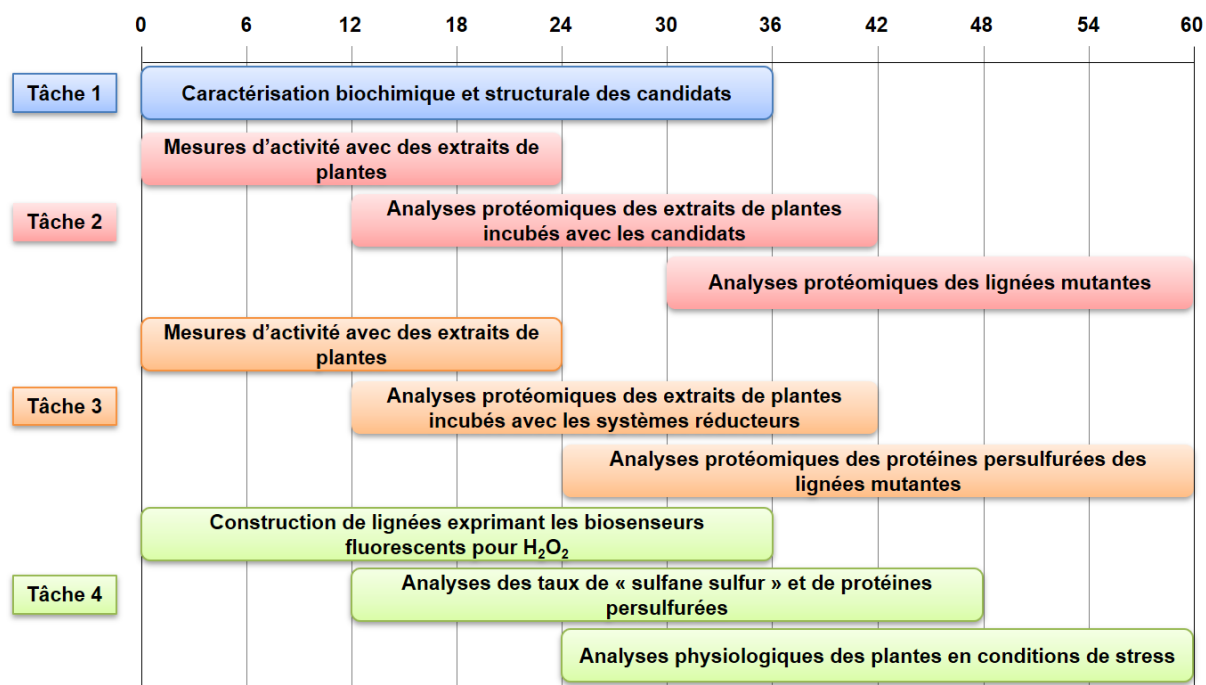 0 6 12 18 24 30 36 42 48 54 60
Tâche 1
Caractérisation biochimique et structurale des candidats
Mesures d’activité avec des extraits de
plantes
Tâche 2
Analyses protéomiques des extraits de plantes
incubés avec les candidats
Analyses protéomiques des lignées mutantes
Mesures d’activité avec des extraits de
plantes
Tâche 3
Analyses protéomiques des extraits de plantes
incubés avec les systèmes réducteurs
Analyses protéomiques des protéines persulfurées des
lignées mutantes
Construction de lignées exprimant les biosenseurs
fluorescents pour H₂O₂
Tâche 4
Analyses des taux de « sulfane sulfur » et de protéines
persulfurées
Analyses physiologiques des plantes en conditions de stress